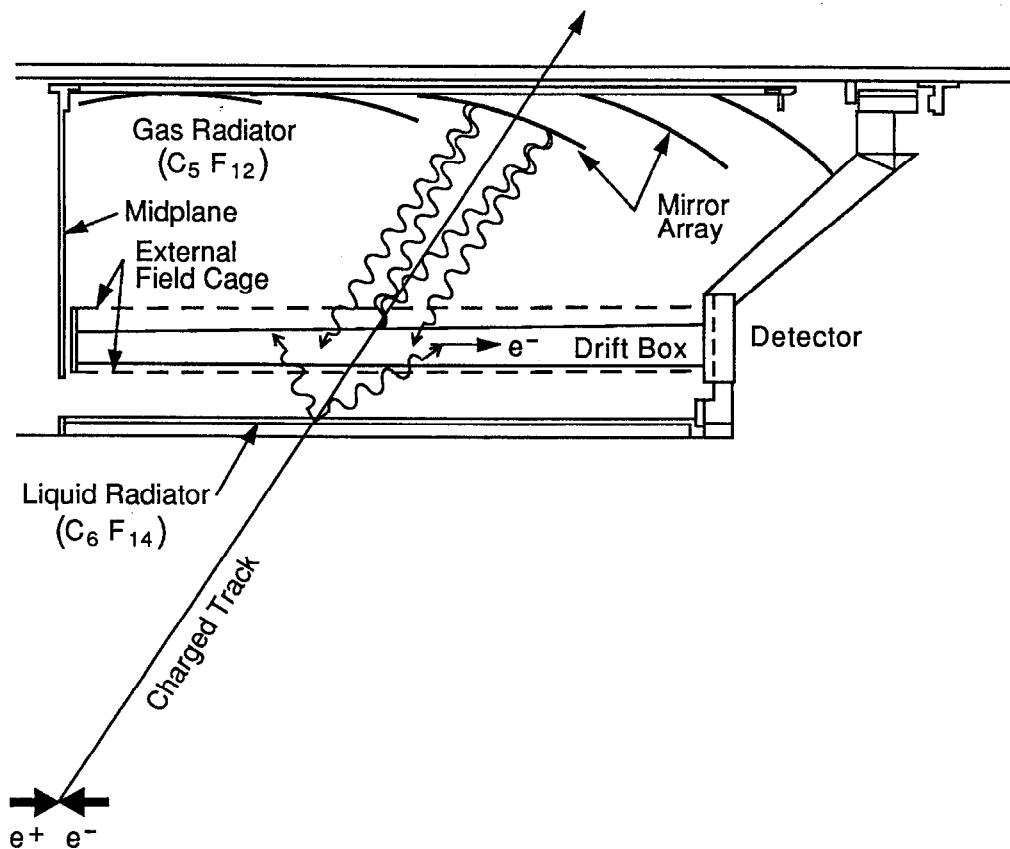 Gas Radiator
(C5 F12)
Midplane
External
Field Cage
Mirror
Array
e-
Drift Box
Detector
Liquid Radiator
(C6 F14)
Charged Track
e+ e-